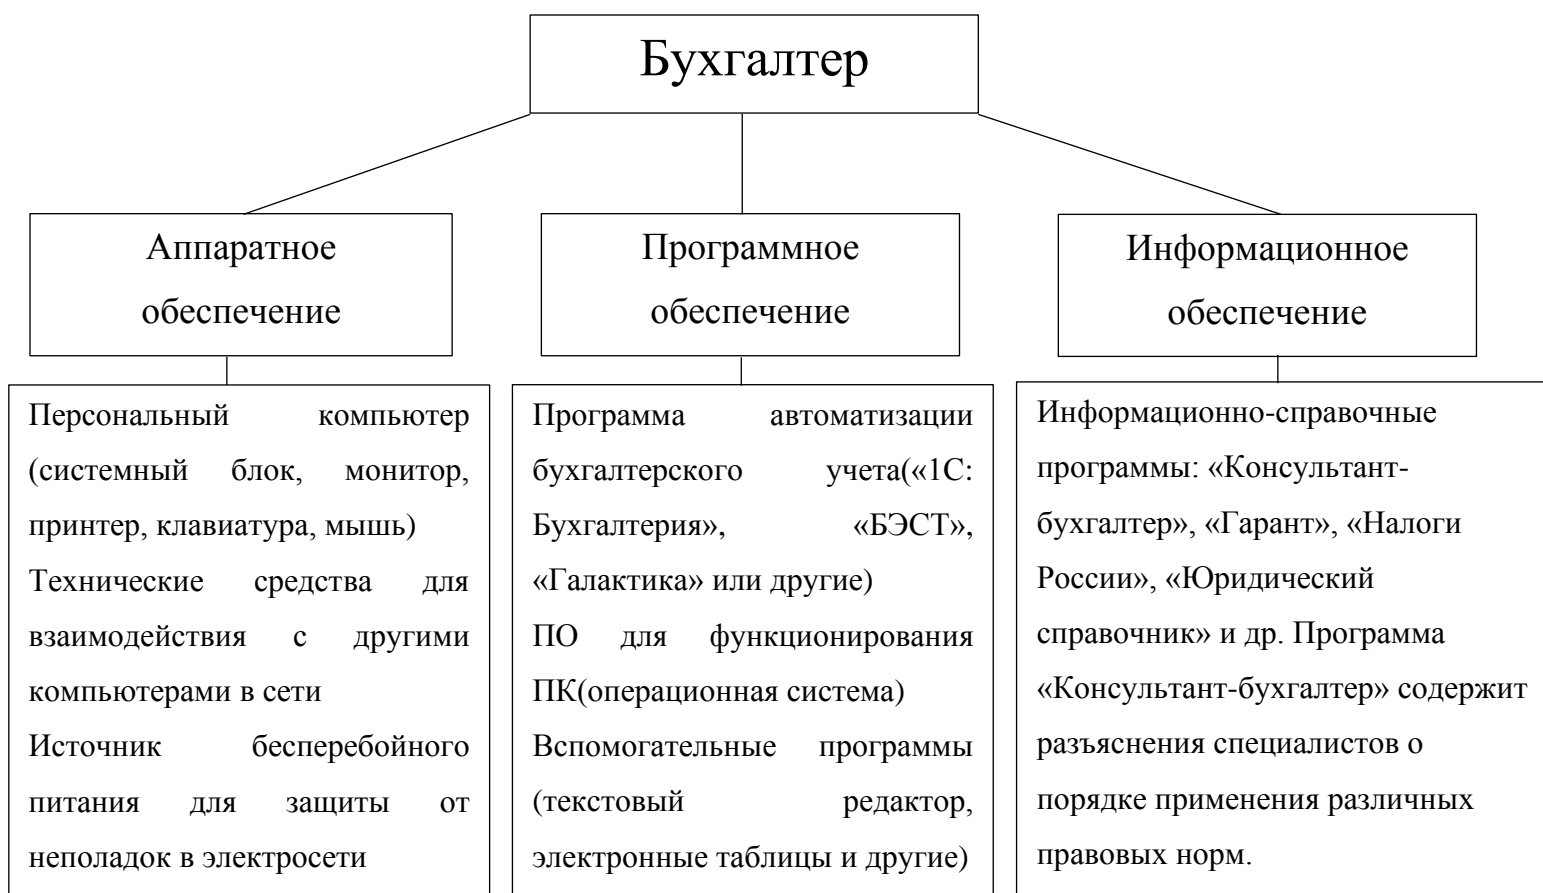 Бухгалтер
Аппаратное
обеспечение
Программное
обеспечение
Информационное
обеспечение
Персональный компьютер
(системный блок, монитор,
принтер, клавиатура, мышь)
Технические средства для
взаимодействия с другими
компьютерами в сети
Источник бесперебойного
питания для защиты от
неполадок в электросети
Программа автоматизации
бухгалтерского учета(«1С:
Бухгалтерия», «БЭСТ»,
«Галактика» или другие)
ПО для функционирования
ПК(операционная система)
Вспомогательные программы
(текстовый редактор,
электронные таблицы и другие)
Информационно-справочные
программы: «Консультант-
бухгалтер», «Гарант», «Налоги
России», «Юридический
справочник» и др. Программа
«Консультант-бухгалтер» содержит
разъяснения специалистов о
порядке применения различных
правовых норм.